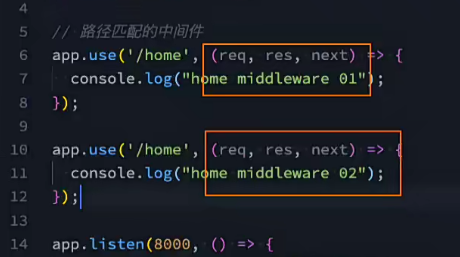 4
5 // 路径匹配的中间件
6 app.use('/home', (req, res, next) => {
7 console.log("home middleware 01");
8 });
9
10 app.use('/home', (req, res, next) => {
11 console.log("home middleware 02");
12 });
13
14 app.listen(8000, () => {